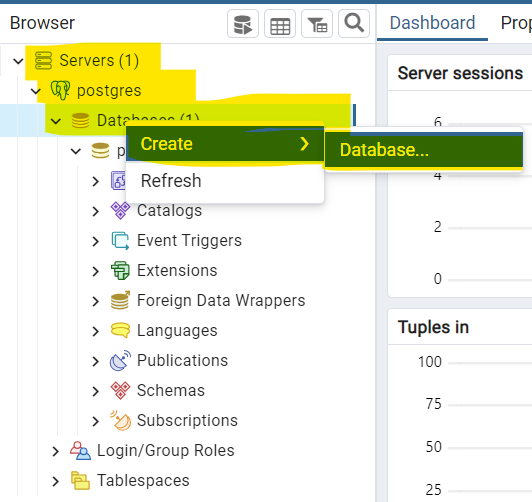 Browser
Dashboard
Servers (1)
postgres
Databases (1)
Create
Database...
Refresh
Catalogs
Event Triggers
Extensions
Foreign Data Wrappers
Languages
Publications
Schemas
Subscriptions
Login/Group Roles
Tablespaces
Server sessions
6
4
2
0
Tuples in
100
75
50
25